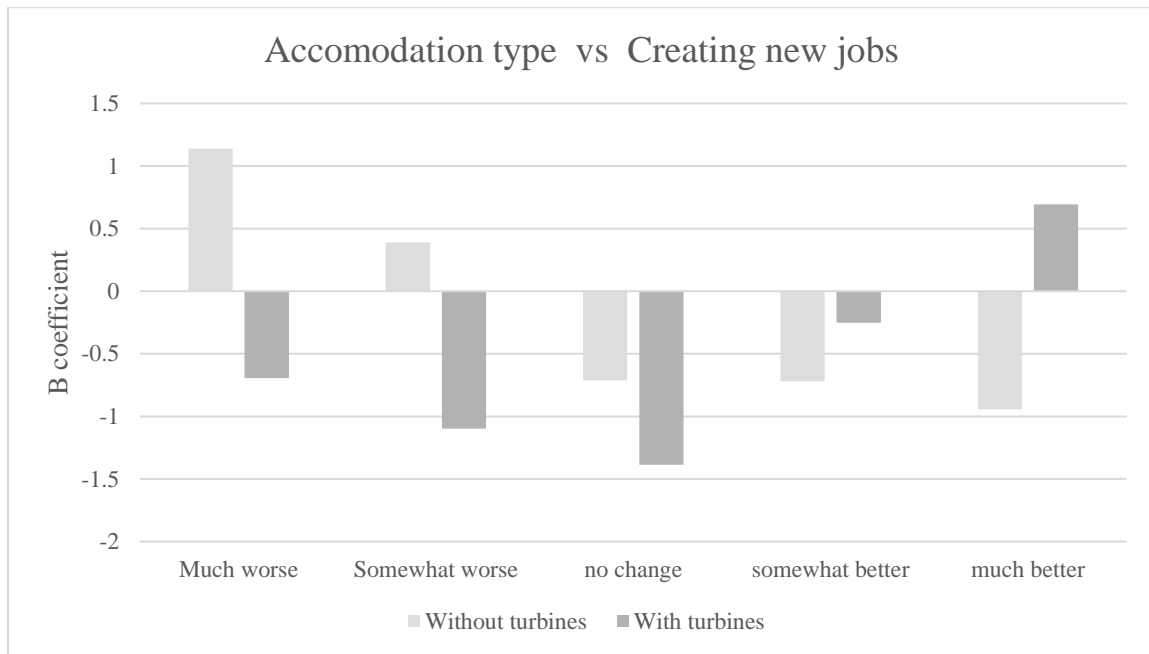 Accomodation type vs Creating new jobs
1.5
1
0.5
0
-0.5
-1
-1.5
-2
B coefficient
Much worse Somewhat worse no change somewhat better much better
Without turbines With turbines